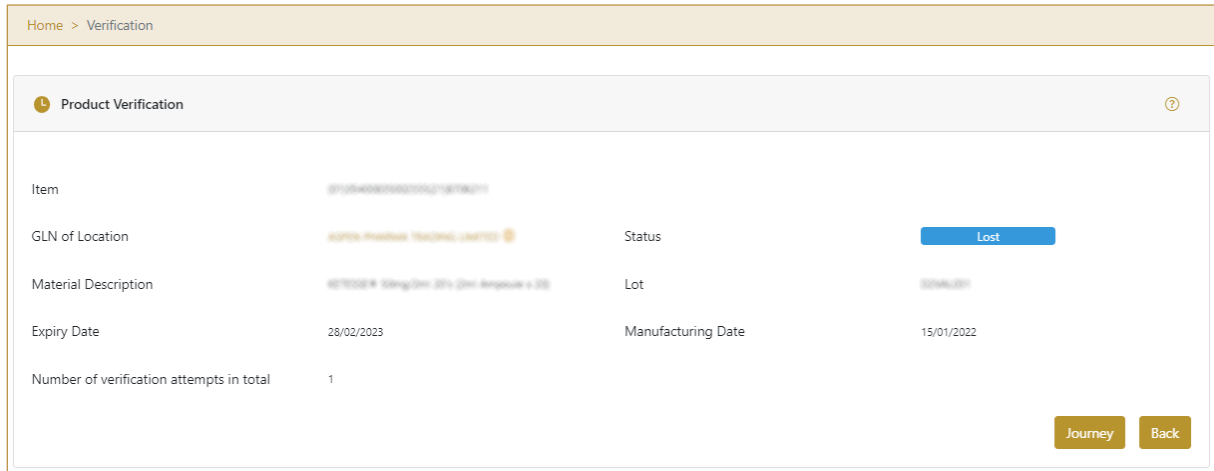 Home > Verification
Product Verification
Item
GLN of Location Status Lost
Material Description Lot
Expiry Date 28/02/2023 Manufacturing Date 15/01/2022
Number of verification attempts in total 1
Journey Back